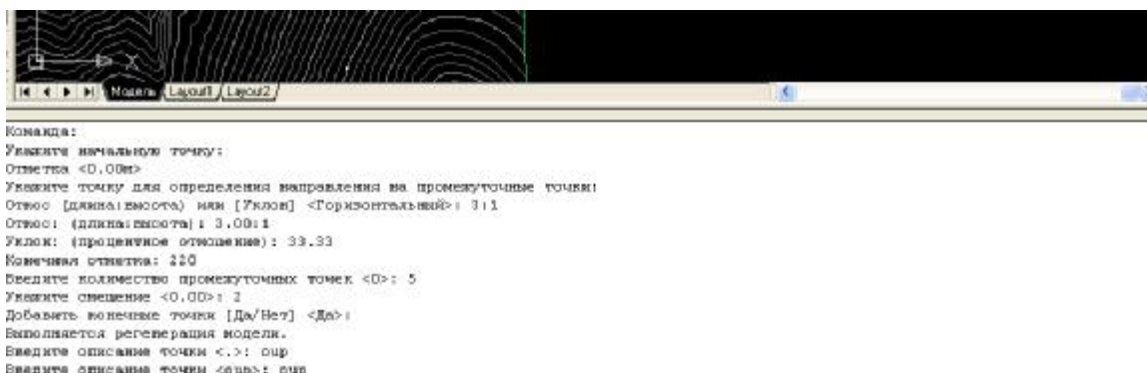 X
Модель Layout1 Layout2
Команда:
Укажите начальную точку:
Отметка <0.00m>
Укажите точку для определения направления на промежуточные точки:
Откос [длина:высота) или [Уклон] <Горизонтальный>: 3:1
Откос: (длина:высота): 3.00:1
Уклон: (процентное отношение): 33.33
Конечная отметка: 220
Введите количество промежуточных точек <0>: 5
Укажите смещение <0.00>: 2
Добавить конечные точки [Да/Нет] <Да>:
Выполняется регенерация модели.
Введите описание точки <.>: oup
Введите описание точки <oup>: oup